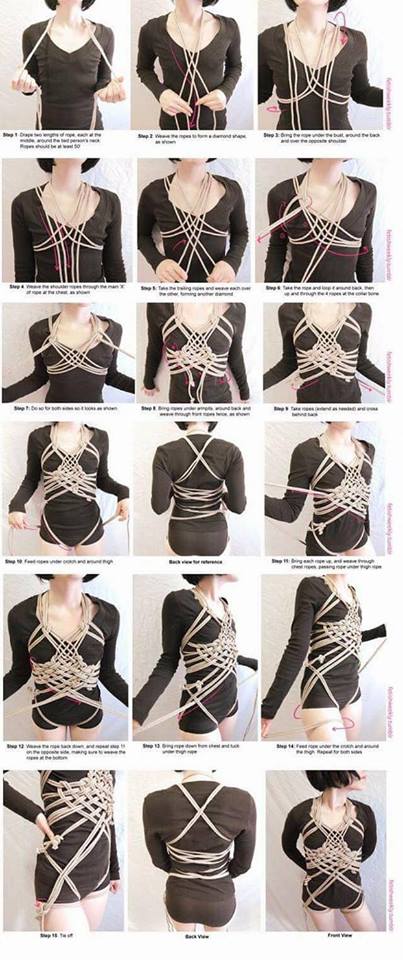 Step 1 Drape two lengths of rope, each at the
middle, around the tied person's neck
Ropes should be at least 50'
Step 2 Weave the ropes to form a diamond shape,
as shown
Step 3: Bring the rope under the bust, around the back
and over the opposite shoulder
fetishweekly.tumblr
Step 4 Weave the shoulder ropes through the main 'X'
of rope at the chest, as shown
Step 5: Take the trailing ropes and weave each over
the other, forming another diamond
Step 6 Take the rope and loop it around back, then
up and through the 4 ropes at the collar bone
fetishweekly.tumblr
Step 7: Do so for both sides so it looks as shown
Step 8 Bring ropes under armpits, around back and
weave through front ropes twice, as shown
Step 9 Take ropes (extend as needed) and cross
behind back
fetishweekly.tumblr
Step 10: Feed ropes under crotch and around thigh
Back view for reference
Step 11: Bring each rope up, and weave through
chest ropes, passing rope under thigh rope
fetishweekly.tumblr
Step 12 Weave the rope back down, and repeat step 11
on the opposite side, making sure to weave the
ropes at the bottom
Step 13 Bring rope down from chest and tuck
under thigh rope
Step 14: Feed rope under the crotch and around
the thigh. Repeat for both sides
fetishweekly.tumblr
Step 15. Tie off
Back View
Front View
fetishweekly.tumblr